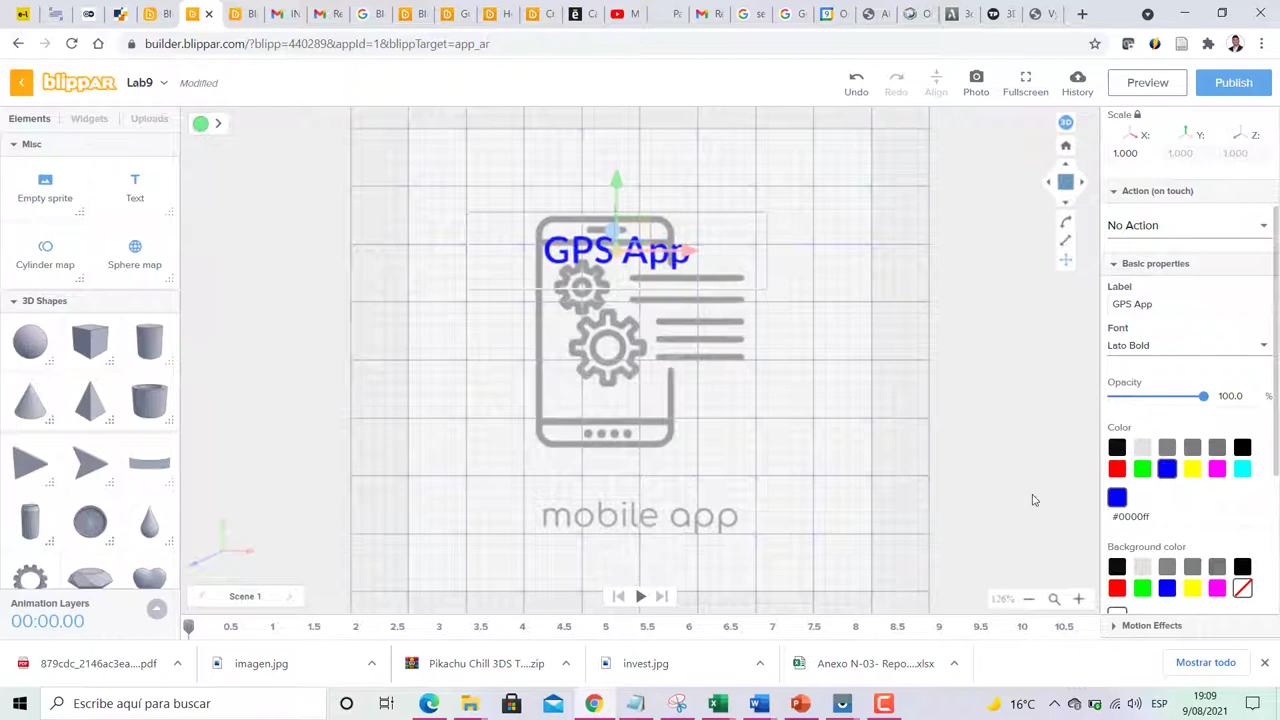 builder.blippar.com/?blipp=440289&appId=1&blippTarget=app_ar
blippar
Lab9
Modified
Undo
Redo
Align
Photo
Fullscreen
History
Preview
Publish
Elements
Widgets
Uploads
Misc
Empty sprite
Text
Cylinder map
Sphere map
3D Shapes
Animation Layers
00:00.00
3D
GPS App
mobile app
Scene 1
126%
0.5 1 1.5 2 2.5 3 3.5 4 4.5 5 5.5 6 6.5 7 7.5 8 8.5 9 9.5 10 10.5
Scale
X: Y: Z:
1.000 1.000 1.000
Action (on touch)
No Action
Basic properties
Label
GPS App
Font
Lato Bold
Opacity
100.0 %
Color
#0000ff
Background color
Motion Effects
879cdc_2146ac3ea....pdf
imagen.jpg
Pikachu Chill 3DS T....zip
invest.jpg
Anexo N-03- Repo....xlsx
Mostrar todo
Escribe aquí para buscar
16°C
ESP
19:09
9/08/2021